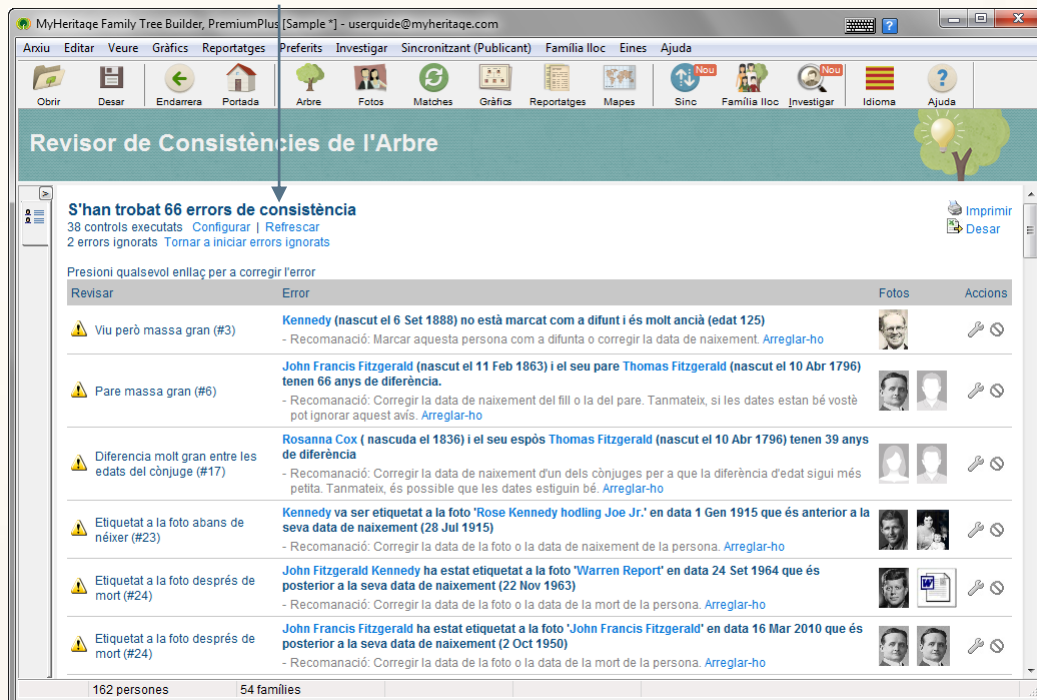 MyHeritage Family Tree Builder, PremiumPlus [Sample *] - userquide@myheritage.com
Arxiu Editar Veure Gràfics Reportatges Preferits Investigar Sincronitzant (Publicant) Família lloc Eines Ajuda
Nou Nou
Obrir Desar Endarrera Portada Arbre Fotos Matches Gràfics Reportatges Mapes Sinc Família lloc Investigar Idioma Ajuda
Revisor de Consistències de l'Arbre
S'han trobat 66 errors de consistència
38 controls executats Configurar | Refrescar
2 errors ignorats Tornar a iniciar errors ignorats
Imprimir
Desar
Presioni qualsevol enllaç per a corregir l'error
Revisar Error Fotos Accions
Viu però massa gran (#3)
Kennedy (nascut el 6 Set 1888) no està marcat com a difunt i és molt ancià (edat 125)
- Recomanació: Marcar aquesta persona com a difunta o corregir la data de naixement. Arreglar-ho
Pare massa gran (#6)
John Francis Fitzgerald (nascut el 11 Feb 1863) i el seu pare Thomas Fitzgerald (nascut el 10 Abr 1796)
tenen 66 anys de diferència.
- Recomanació: Corregir la data de naixement del fill o la del pare. Tanmateix, si les dates estan bé vostè
pot ignorar aquest avís. Arreglar-ho
Diferencia molt gran entre les
edats del cònjuge (#17)
Rosanna Cox ( nascuda el 1836) i el seu espòs Thomas Fitzgerald (nascut el 10 Abr 1796) tenen 39 anys
de diferència
- Recomanació: Corregir la data de naixement d'un dels cònjuges per a que la diferència d'edat sigui més
petita. Tanmateix, és possible que les dates estiguin bé. Arreglar-ho
Etiquetat a la foto abans de
néixer (#23)
Kennedy va ser etiquetat a la foto 'Rose Kennedy hodling Joe Jr.' en data 1 Gen 1915 que és anterior a la
seva data de naixement (28 Jul 1915)
- Recomanació: Corregir la data de la foto o la data de naixement de la persona. Arreglar-ho
Etiquetat a la foto després de
mort (#24)
John Fitzgerald Kennedy ha estat etiquetat a la foto 'Warren Report' en data 24 Set 1964 que és
posterior a la seva data de naixement (22 Nov 1963)
- Recomanació: Corregir la data de la foto o la data de la mort de la persona. Arreglar-ho
Etiquetat a la foto després de
mort (#24)
John Francis Fitzgerald ha estat etiquetat a la foto 'John Francis Fitzgerald' en data 16 Mar 2010 que és
posterior a la seva data de naixement (2 Oct 1950)
- Recomanació: Corregir la data de la foto o la data de la mort de la persona. Arreglar-ho
162 persones 54 famílies